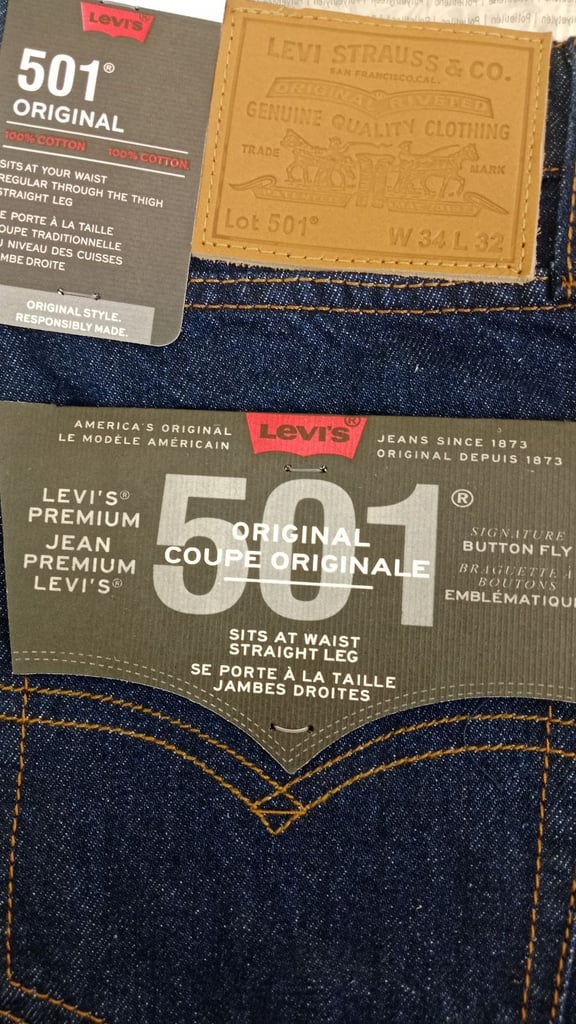 Levi's
501®
ORIGINAL
100% COTTON 100% COTTON
SITS AT YOUR WAIST
REGULAR THROUGH THE THIGH
STRAIGHT LEG
SE PORTE À LA TAILLE
COUPE TRADITIONNELLE
AU NIVEAU DES CUISSES
JAMBE DROITE
ORIGINAL STYLE.
RESPONSIBLY MADE.
LEVI STRAUSS & CO.
SAN FRANCISCO, CAL.
ORIGINAL RIVETED
GENUINE QUALITY CLOTHING
TRADE MARK
Lot 501® W 34 L 32
AMERICA'S ORIGINAL
LE MODÈLE AMÉRICAIN
Levi's®
JEANS SINCE 1873
ORIGINAL DEPUIS 1873
LEVI'S®
PREMIUM
JEAN
PREMIUM
LEVI'S®
501®
ORIGINAL
COUPE ORIGINALE
SIGNATURE
BUTTON FLY
BRAGUETTE À
BOUTONS
EMBLÉMATIQU
SITS AT WAIST
STRAIGHT LEG
SE PORTE À LA TAILLE
JAMBES DROITES